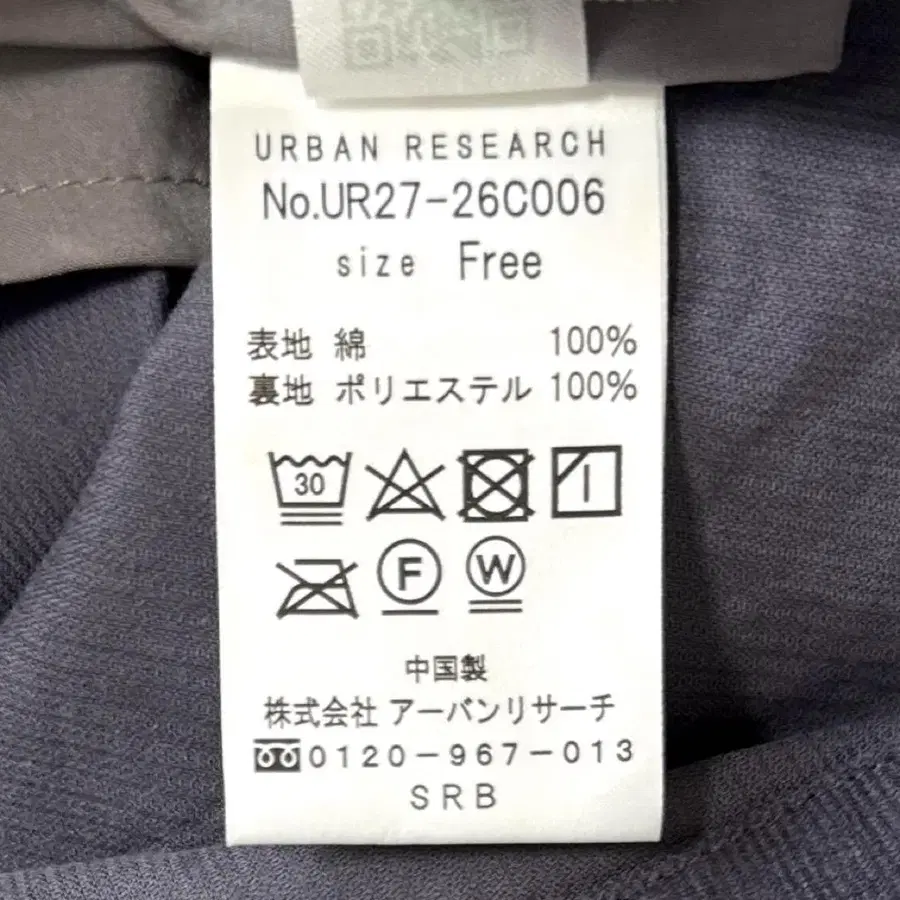 URBAN RESEARCH
No.UR27-26C006
size Free
表地 綿 100%
裏地 ポリエステル 100%
30
F W
中国製
株式会社 アーバンリサーチ
0120-967-013
SRB